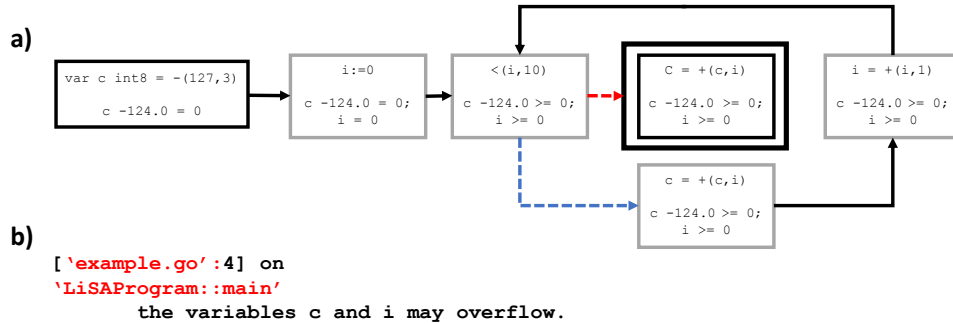 a)
var c int8 = -(127,3)
c -124.0 = 0
i:=0
c -124.0 = 0;
i = 0
<(i,10)
c -124.0 >= 0;
i >= 0
C = +(c,i)
c -124.0 >= 0;
i >= 0
i = +(i,1)
c -124.0 >= 0;
i >= 0
c = +(c,i)
c -124.0 >= 0;
i >= 0
b)
[‘example.go’:4] on
‘LiSAProgram::main’
the variables c and i may overflow.